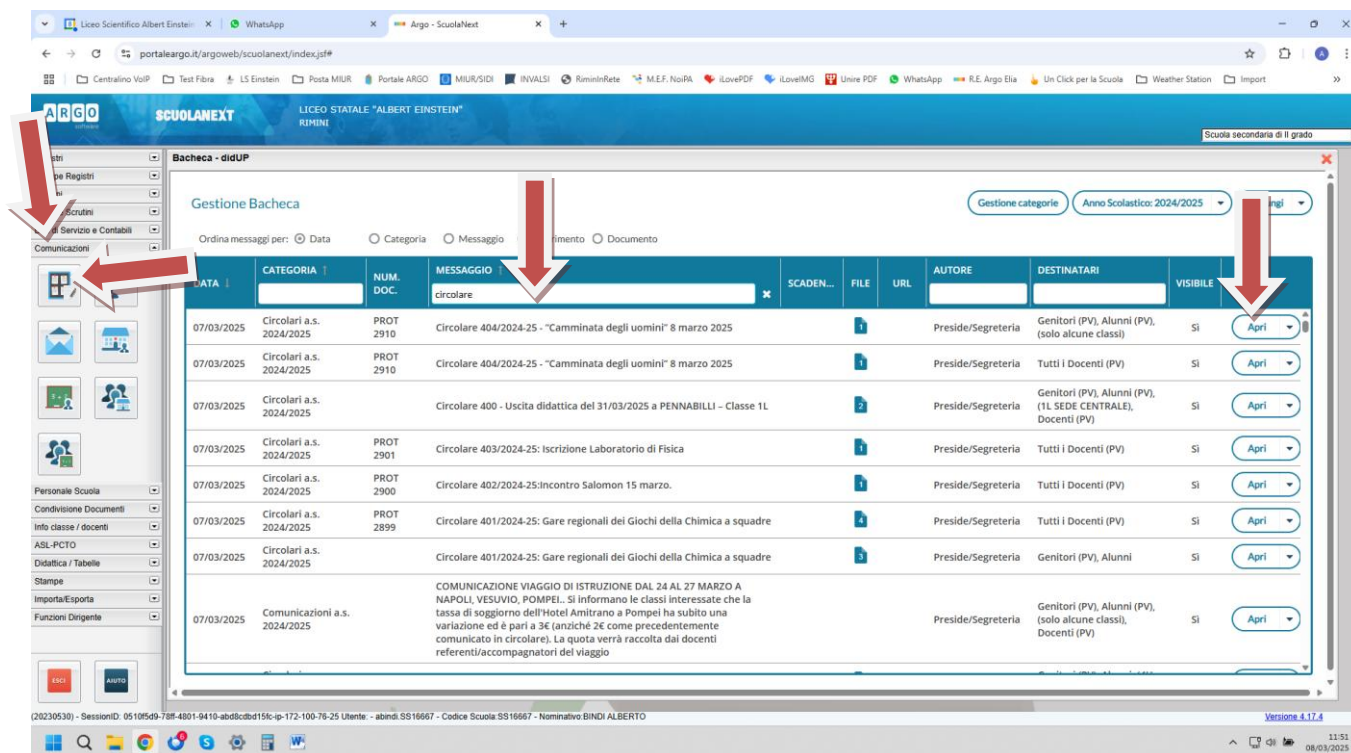 Liceo Scientifico Albert Einstein
WhatsApp
Argo - ScuolaNext
portaleargo.it/argoweb/scuolanext/index.jsf#
Centralino VoIP
Test Fibra
LS Einstein
Posta MIUR
Portale ARGO
MIUR/SIDI
INVALSI
RiminInRete
M.E.F. NoiPA
iLovePDF
iLoveIMG
Unire PDF
WhatsApp
R.E. Argo Elia
Un Click per la Scuola
Weather Station
Import
ARGO
software
SCUOLANEXT
LICEO STATALE "ALBERT EINSTEIN"
RIMINI
Scuola secondaria di II grado
Registri
Scrutini
di Servizio e Contabili
Comunicazioni
Personale Scuola
Condivisione Documenti
Info classe / docenti
ASL-PCTO
Didattica / Tabelle
Stampe
Importa/Esporta
Funzioni Dirigente
ESCI
AIUTO
Bacheca - didUP
Gestione Bacheca
Gestione categorie
Anno Scolastico: 2024/2025
Ordina messaggi per: Data Categoria Messaggio Documento
DATA CATEGORIA NUM. DOC. MESSAGGIO SCADEN... FILE URL AUTORE DESTINATARI VISIBILE
circolare
07/03/2025 Circolari a.s. 2024/2025 PROT 2910 Circolare 404/2024-25 - "Camminata degli uomini" 8 marzo 2025 1 Preside/Segreteria Genitori (PV), Alunni (PV), (solo alcune classi) Sì Apri
07/03/2025 Circolari a.s. 2024/2025 PROT 2910 Circolare 404/2024-25 - "Camminata degli uomini" 8 marzo 2025 1 Preside/Segreteria Tutti i Docenti (PV) Sì Apri
07/03/2025 Circolari a.s. 2024/2025 Circolare 400 - Uscita didattica del 31/03/2025 a PENNABILLI – Classe 1L 2 Preside/Segreteria Genitori (PV), Alunni (PV), (1L SEDE CENTRALE), Docenti (PV) Sì Apri
07/03/2025 Circolari a.s. 2024/2025 PROT 2901 Circolare 403/2024-25: Iscrizione Laboratorio di Fisica 1 Preside/Segreteria Tutti i Docenti (PV) Sì Apri
07/03/2025 Circolari a.s. 2024/2025 PROT 2900 Circolare 402/2024-25:Incontro Salomon 15 marzo. 1 Preside/Segreteria Tutti i Docenti (PV) Sì Apri
07/03/2025 Circolari a.s. 2024/2025 PROT 2899 Circolare 401/2024-25: Gare regionali dei Giochi della Chimica a squadre 4 Preside/Segreteria Tutti i Docenti (PV) Sì Apri
07/03/2025 Circolari a.s. 2024/2025 Circolare 401/2024-25: Gare regionali dei Giochi della Chimica a squadre 3 Preside/Segreteria Genitori (PV), Alunni Sì Apri
07/03/2025 Comunicazioni a.s. 2024/2025
COMUNICAZIONE VIAGGIO DI ISTRUZIONE DAL 24 AL 27 MARZO A
NAPOLI, VESUVIO, POMPEI.. Si informano le classi interessate che la
tassa di soggiorno dell'Hotel Amitrano a Pompei ha subito una
variazione ed è pari a 3€ (anziché 2€ come precedentemente
comunicato in circolare). La quota verrà raccolta dai docenti
referenti/accompagnatori del viaggio
Preside/Segreteria Genitori (PV), Alunni (PV), (solo alcune classi), Docenti (PV) Sì Apri
Utente: - abindi.SS16667 - Codice Scuola:SS16667 - Nominativo:BINDI ALBERTO
Versione 4.17.4
11:51
08/03/2025